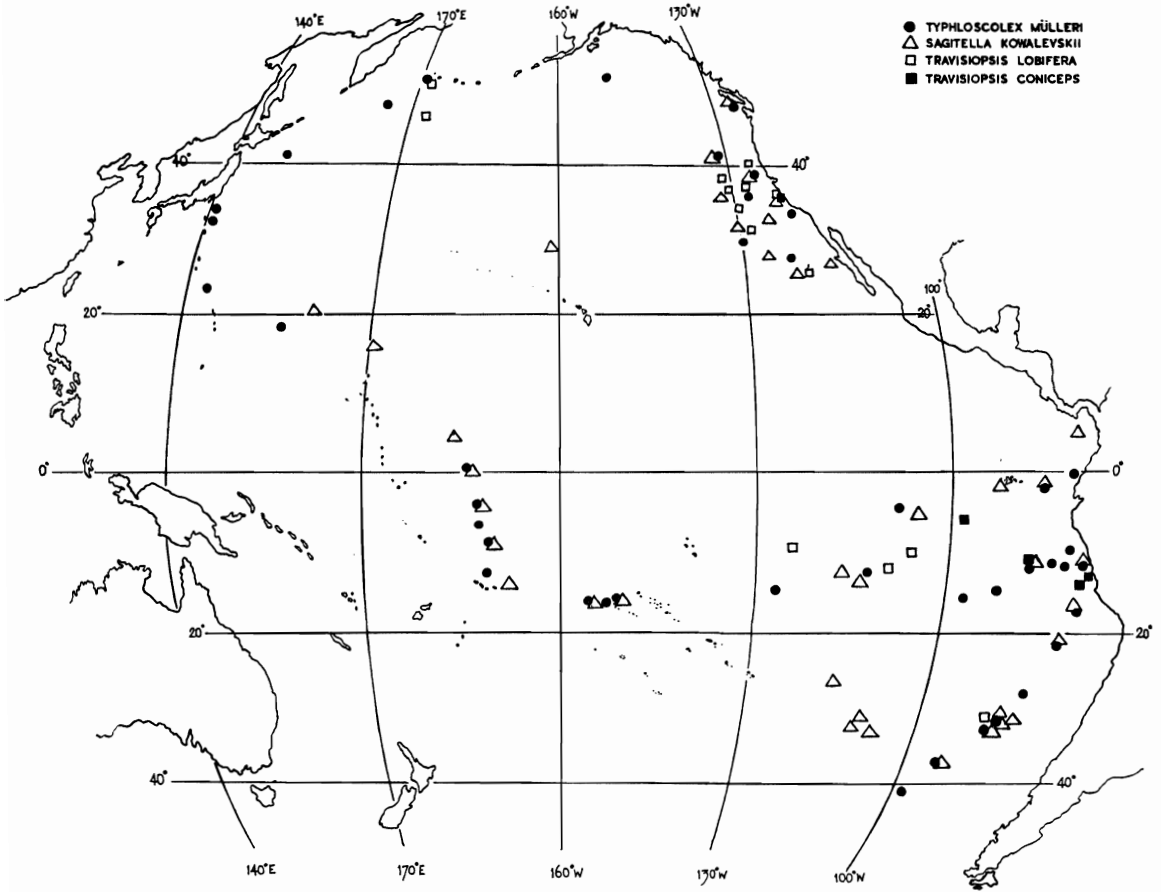 140°E
170°E
160°W
130°W
TYPHLOSCOLEX MÜLLERI
SAGITELLA KOWALEVSKII
TRAVISIOPSIS LOBIFERA
TRAVISIOPSIS CONICEPS
40°
40°
100°
20°
20°
0°
0°
20°
20°
40°
40°
140°E
170°E
160°W
130°W
100°W